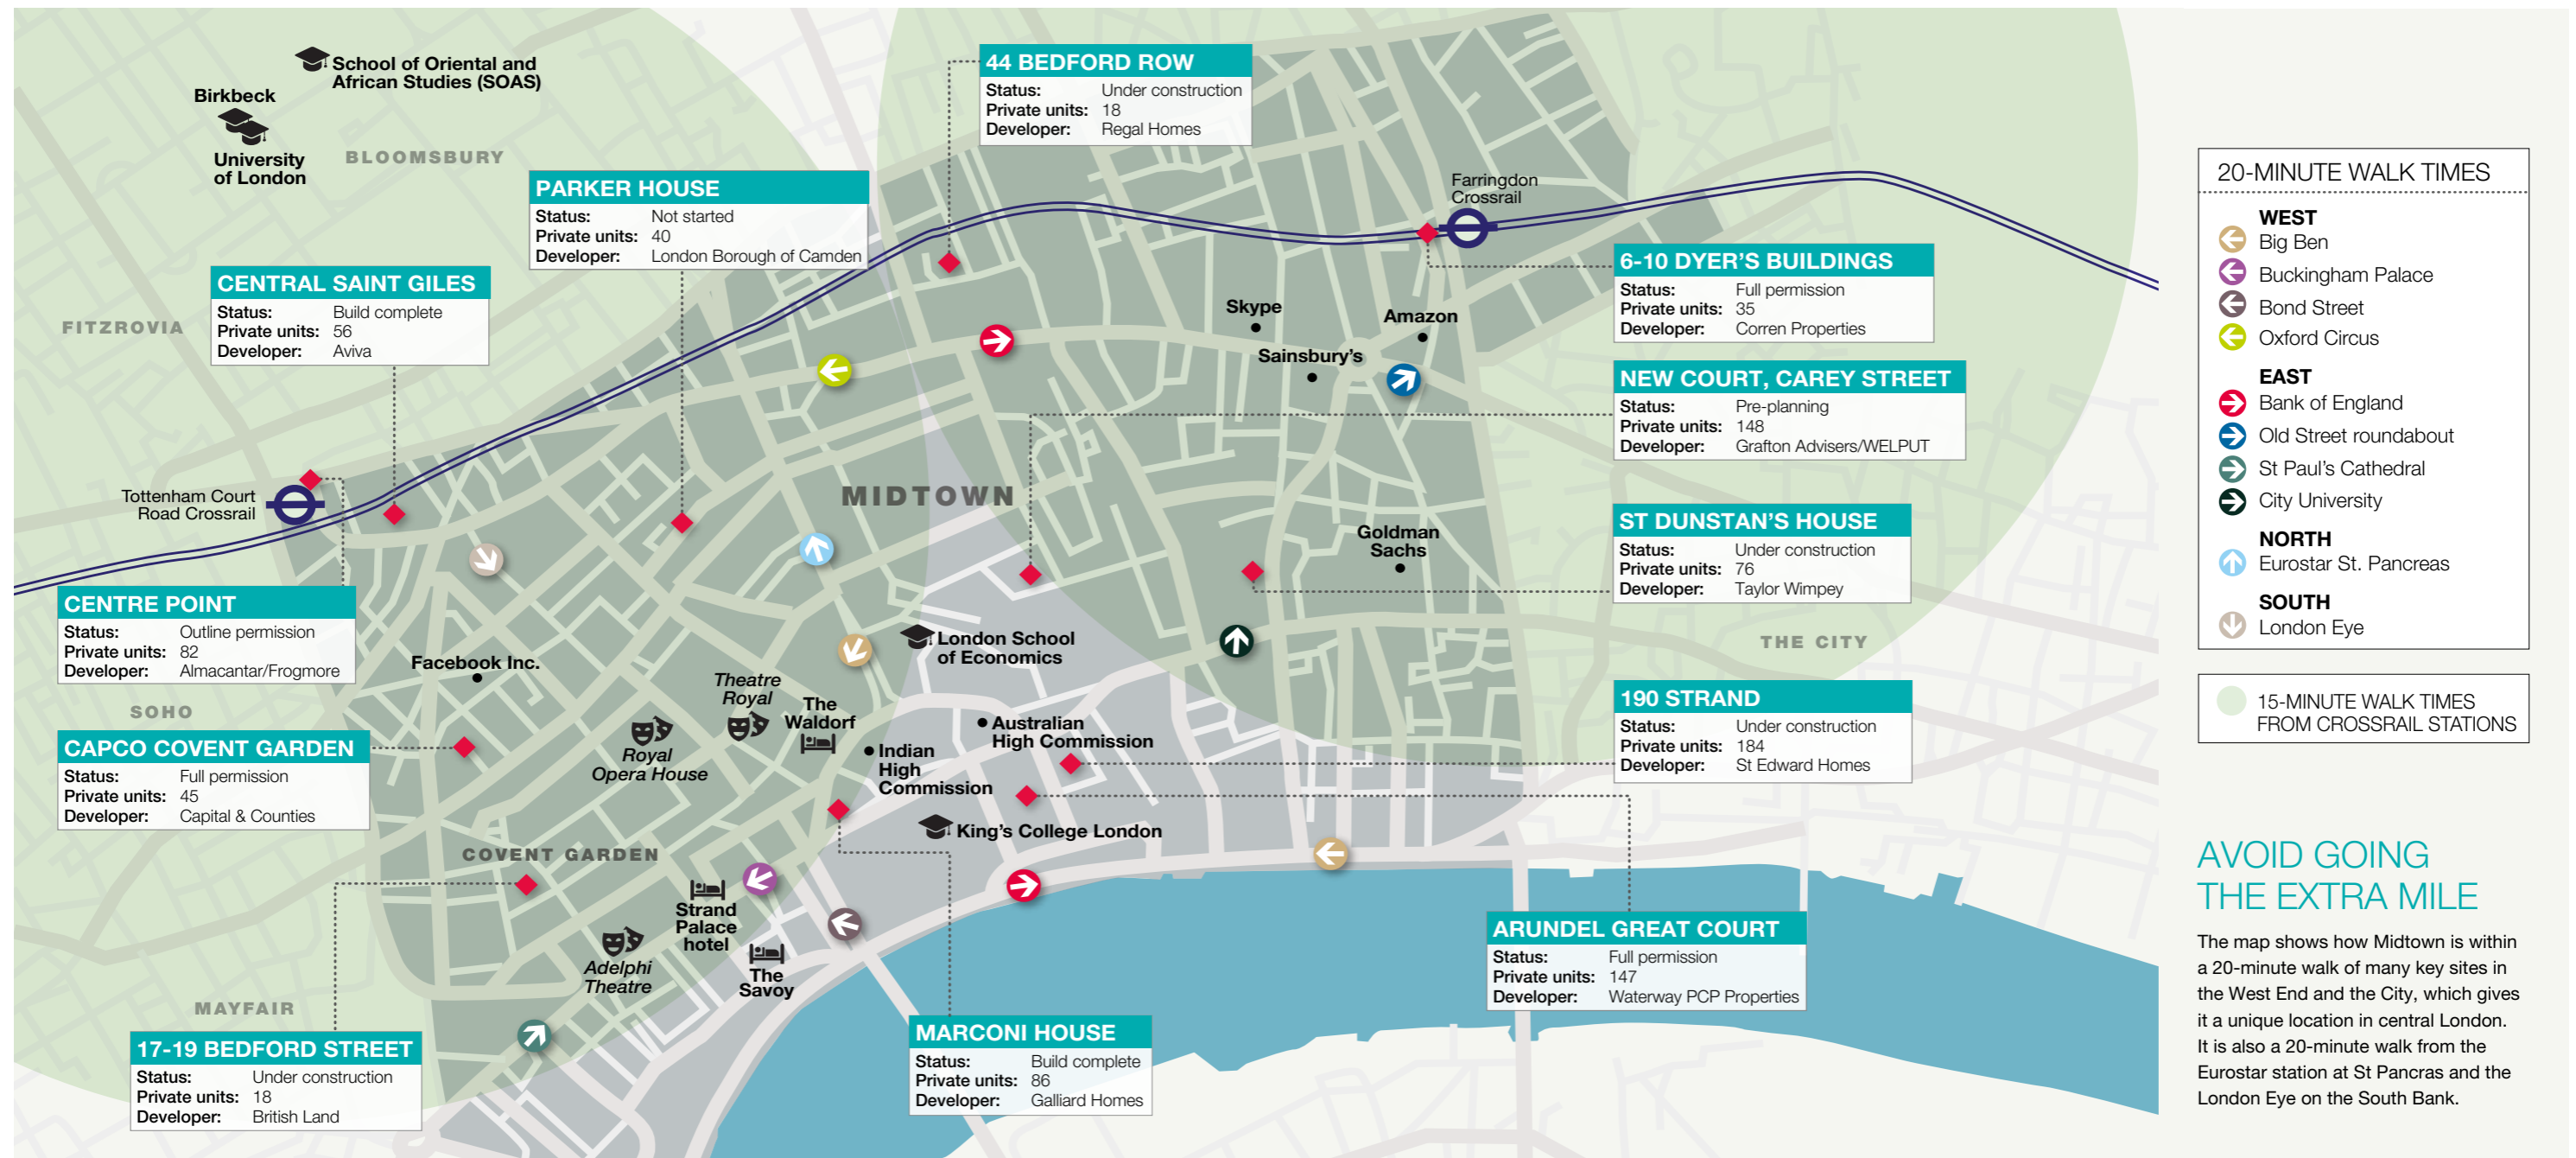 School of Oriental and
African Studies (SOAS)
Birkbeck
University
of London
BLOOMSBURY
FITZROVIA
44 BEDFORD ROW
Status: Under construction
Private units: 18
Developer: Regal Homes
PARKER HOUSE
Status: Not started
Private units: 40
Developer: London Borough of Camden
CENTRAL SAINT GILES
Status: Build complete
Private units: 56
Developer: Aviva
Farringdon
Crossrail
6-10 DYER'S BUILDINGS
Status: Full permission
Private units: 35
Developer: Corren Properties
Skype
Amazon
Sainsbury's
NEW COURT, CAREY STREET
Status: Pre-planning
Private units: 148
Developer: Grafton Advisers/WELPUT
Tottenham Court
Road Crossrail
MIDTOWN
Goldman
Sachs
ST DUNSTAN'S HOUSE
Status: Under construction
Private units: 76
Developer: Taylor Wimpey
CENTRE POINT
Status: Outline permission
Private units: 82
Developer: Almacantar/Frogmore
Facebook Inc.
London School
of Economics
THE CITY
SOHO
Theatre
Royal
The
Waldorf
Royal
Opera House
Indian
High
Commission
Australian
High Commission
190 STRAND
Status: Under construction
Private units: 184
Developer: St Edward Homes
CAPCO COVENT GARDEN
Status: Full permission
Private units: 45
Developer: Capital & Counties
King's College London
COVENT GARDEN
Strand
Palace
hotel
Adelphi
Theatre
The
Savoy
MAYFAIR
ARUNDEL GREAT COURT
Status: Full permission
Private units: 147
Developer: Waterway PCP Properties
17-19 BEDFORD STREET
Status: Under construction
Private units: 18
Developer: British Land
MARCONI HOUSE
Status: Build complete
Private units: 86
Developer: Galliard Homes
20-MINUTE WALK TIMES
WEST
Big Ben
Buckingham Palace
Bond Street
Oxford Circus
EAST
Bank of England
Old Street roundabout
St Paul's Cathedral
City University
NORTH
Eurostar St. Pancreas
SOUTH
London Eye
15-MINUTE WALK TIMES
FROM CROSSRAIL STATIONS
AVOID GOING
THE EXTRA MILE
The map shows how Midtown is within
a 20-minute walk of many key sites in
the West End and the City, which gives
it a unique location in central London.
It is also a 20-minute walk from the
Eurostar station at St Pancras and the
London Eye on the South Bank.